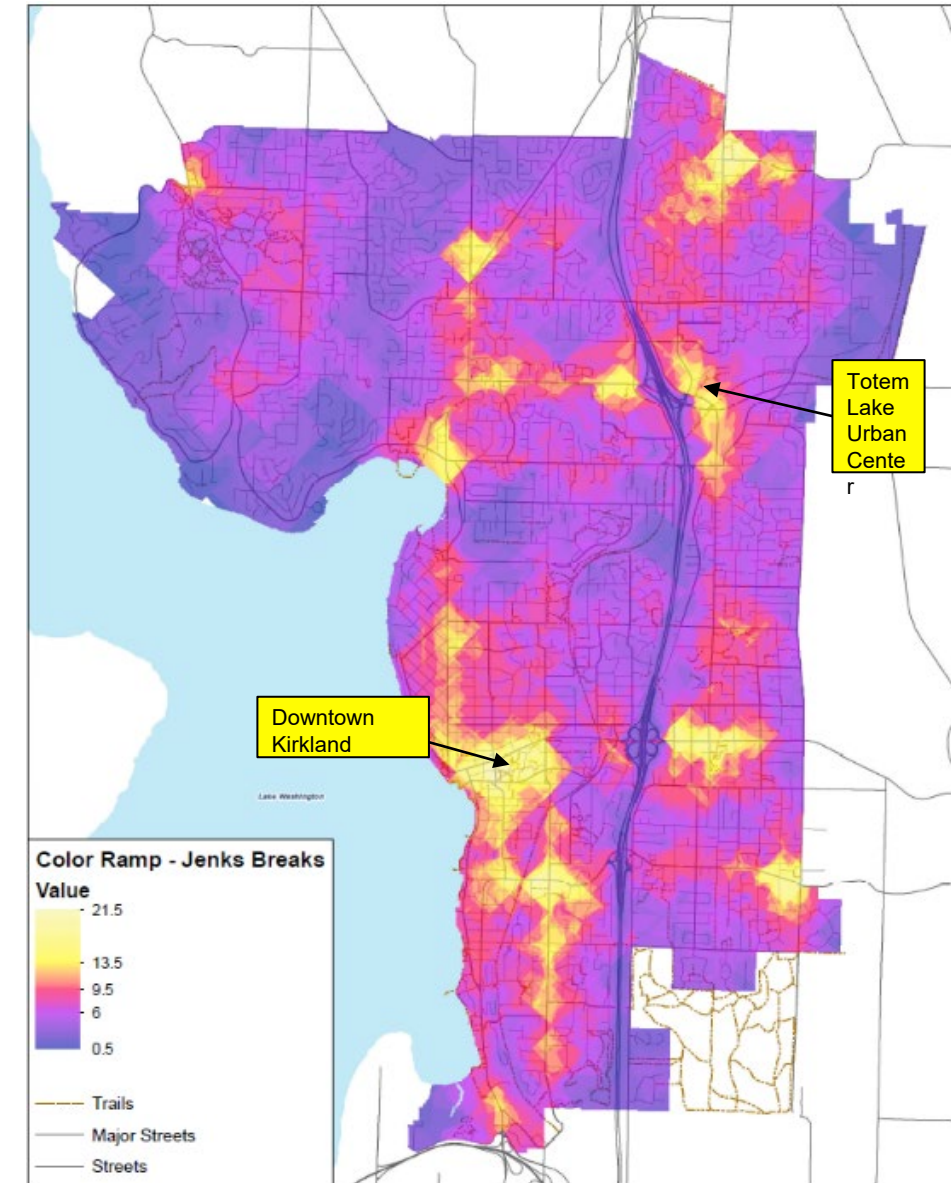 Totem
Lake
Urban
Cente
r
Downtown
Kirkland
Lake Washington
Color Ramp - Jenks Breaks
Value
21.5
13.5
9.5
6
0.5
Trails
Major Streets
Streets